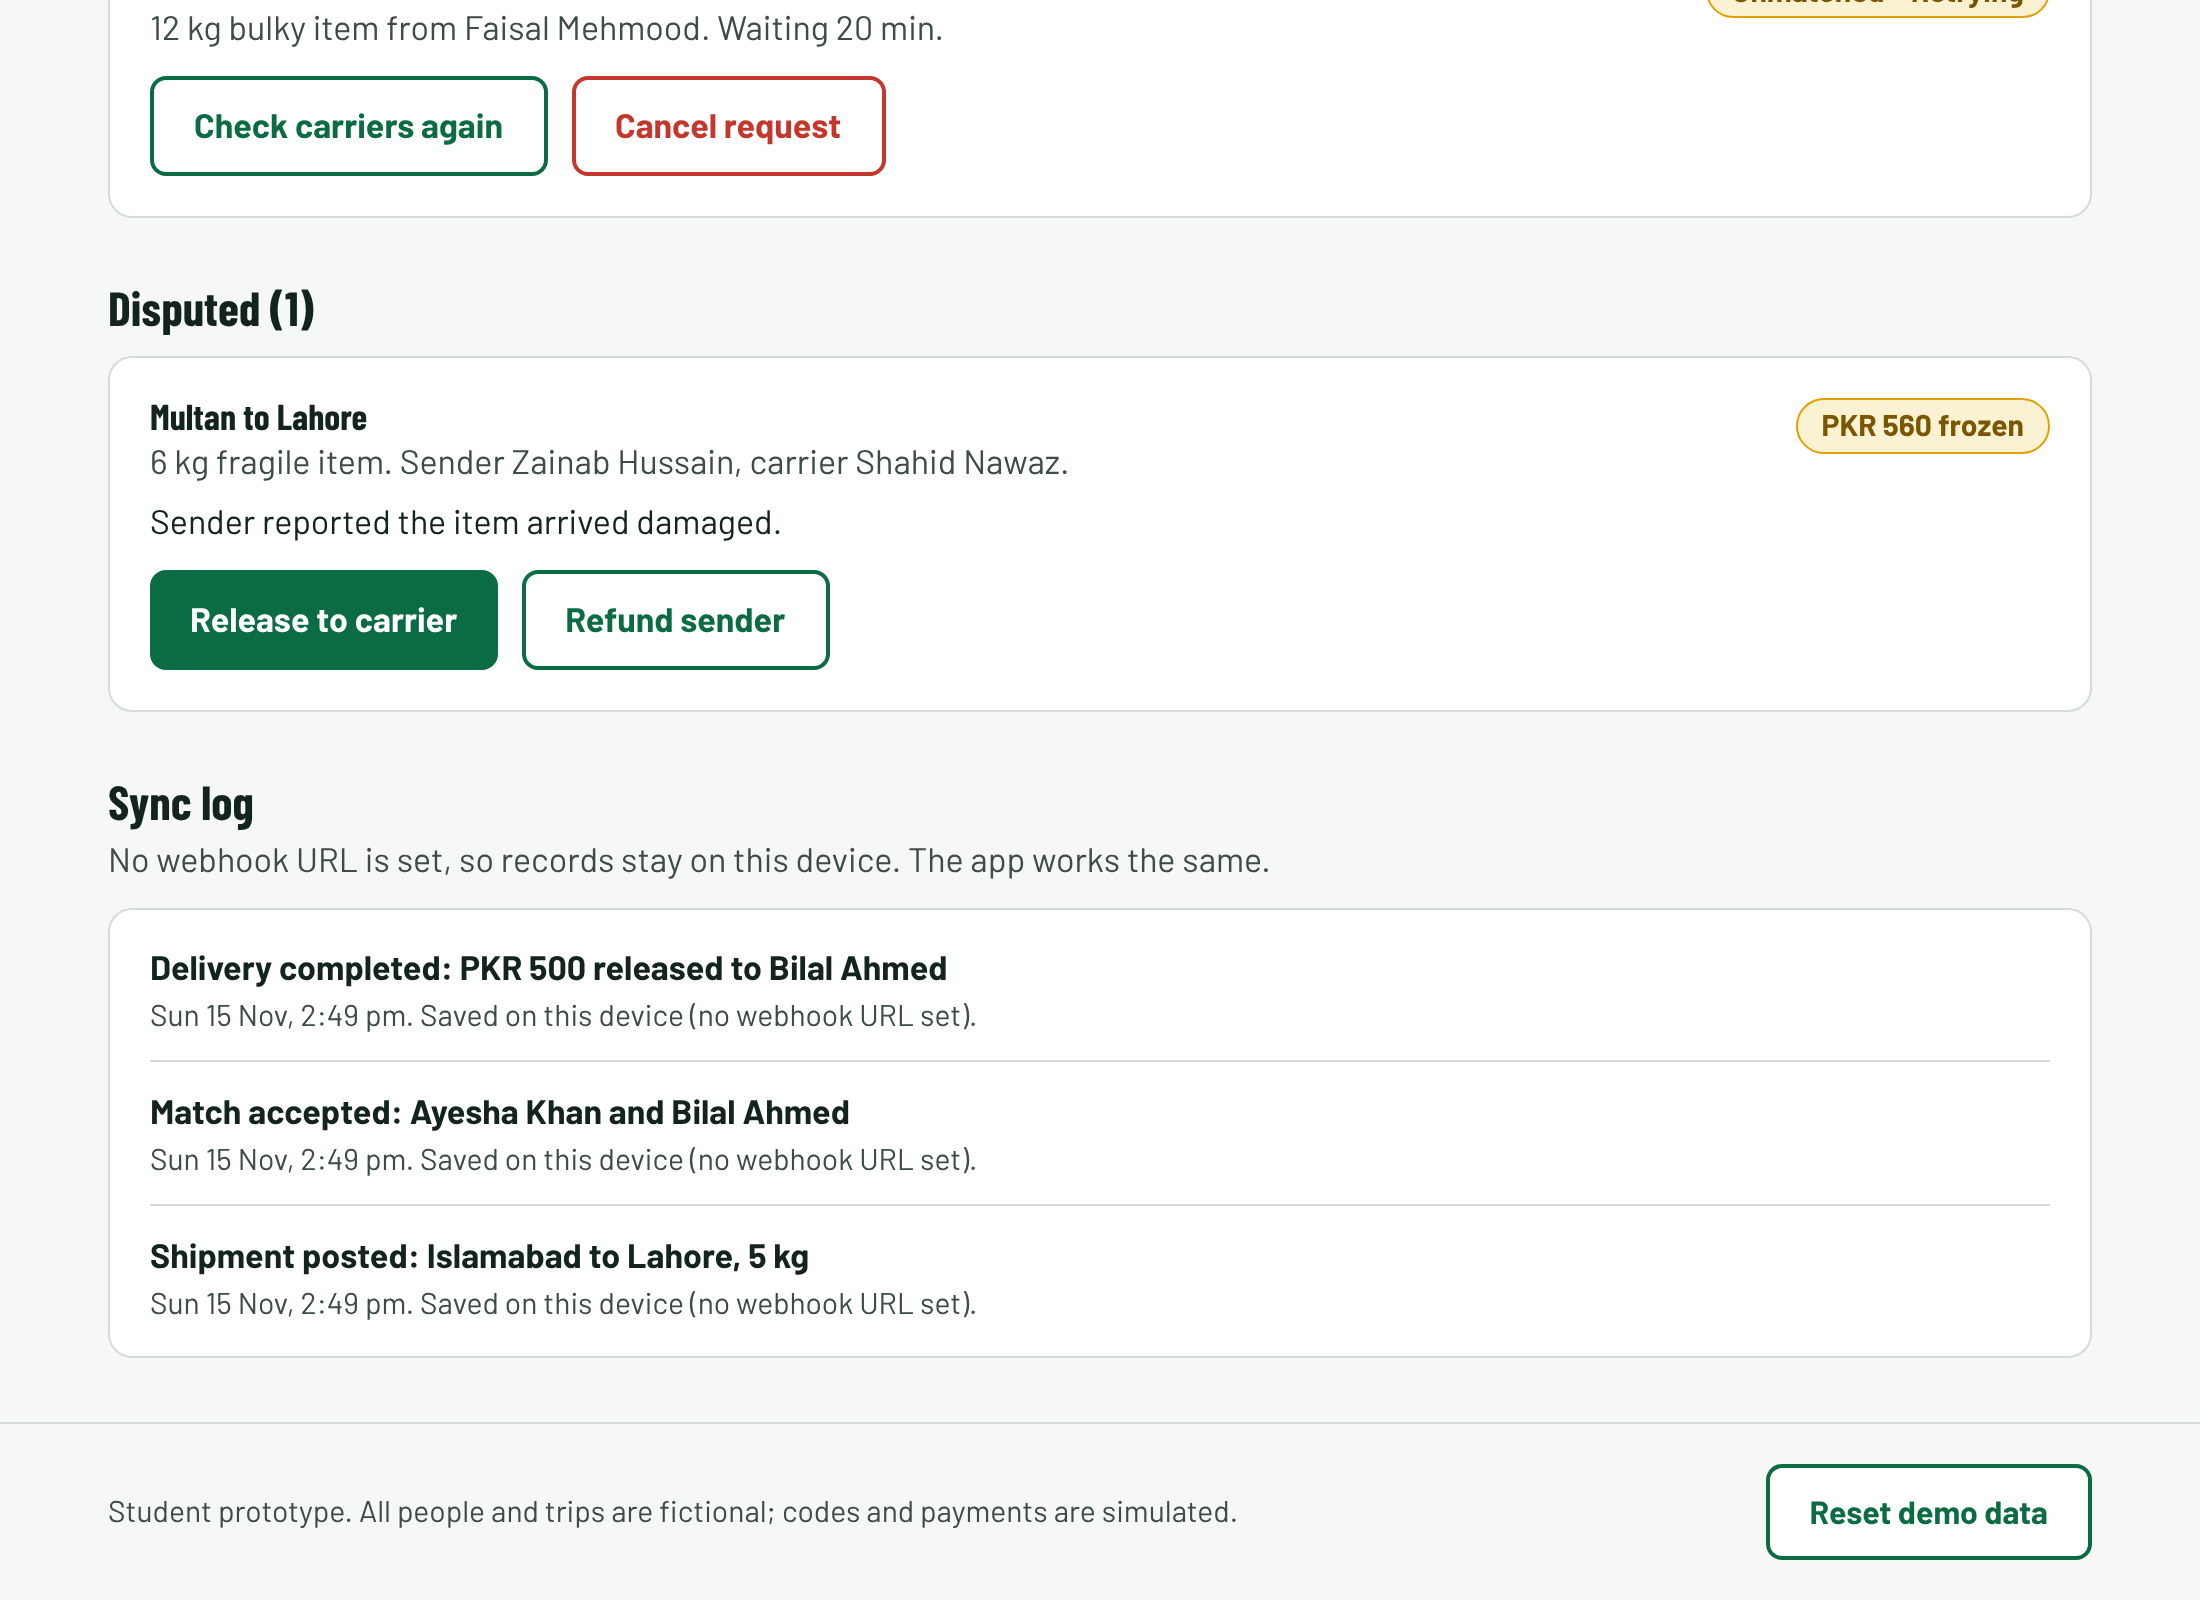 12 kg bulky item from Faisal Mehmood. Waiting 20 min.
Check carriers again
Cancel request
Disputed (1)
Multan to Lahore
PKR 560 frozen
6 kg fragile item. Sender Zainab Hussain, carrier Shahid Nawaz.
Sender reported the item arrived damaged.
Release to carrier
Refund sender
Sync log
No webhook URL is set, so records stay on this device. The app works the same.
Delivery completed: PKR 500 released to Bilal Ahmed
Sun 15 Nov, 2:49 pm. Saved on this device (no webhook URL set).
Match accepted: Ayesha Khan and Bilal Ahmed
Sun 15 Nov, 2:49 pm. Saved on this device (no webhook URL set).
Shipment posted: Islamabad to Lahore, 5 kg
Sun 15 Nov, 2:49 pm. Saved on this device (no webhook URL set).
Student prototype. All people and trips are fictional; codes and payments are simulated.
Reset demo data